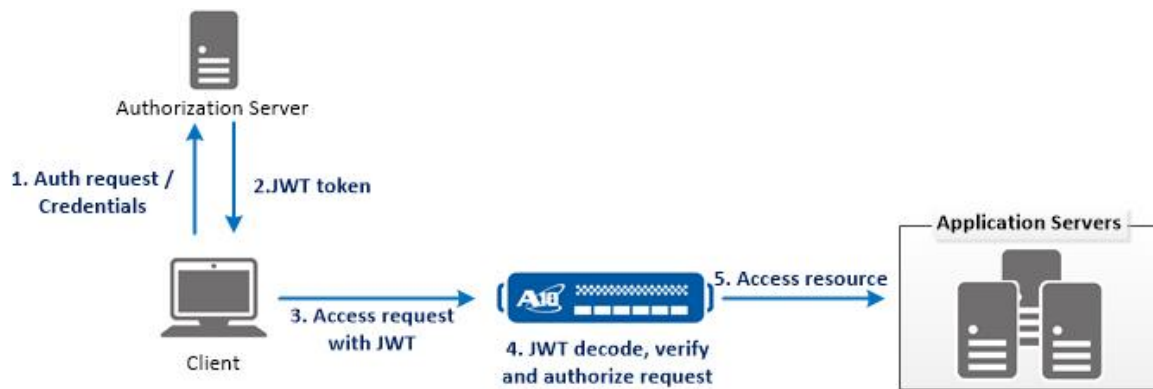 Authorization Server
1. Auth request /
Credentials
2.JWT token
Application Servers
Client
3. Access request
with JWT
A10
4. JWT decode, verify
and authorize request
5. Access resource